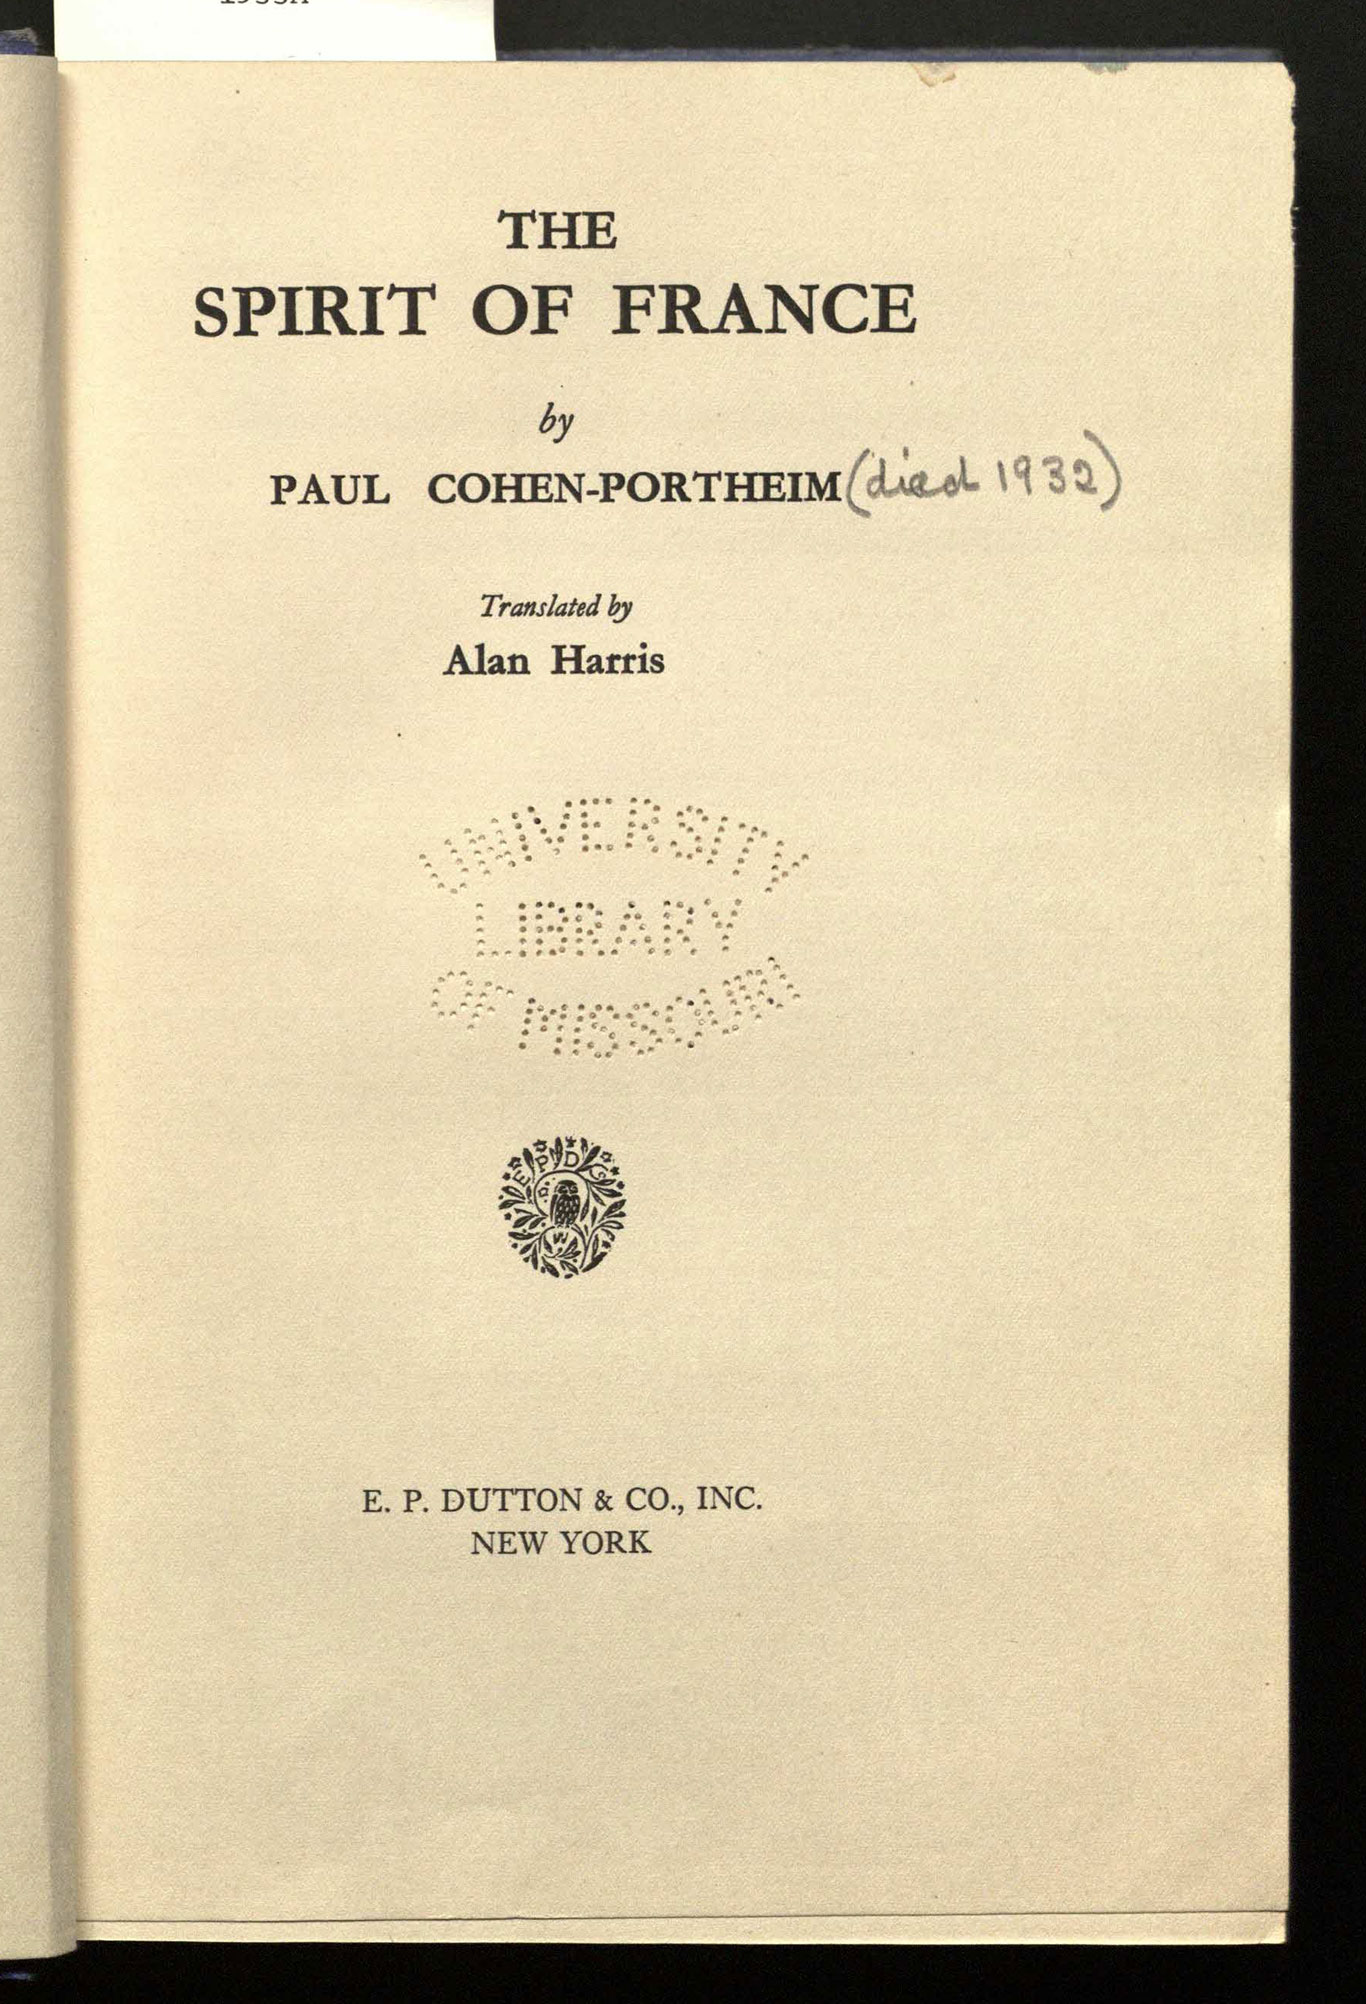 THE
SPIRIT OF FRANCE
by
PAUL COHEN-PORTHEIM (died 1932)
Translated by
Alan Harris
UNIVERSITY
LIBRARY
OF MISSOURI
E P D C
W
E. P. DUTTON & CO., INC.
NEW YORK